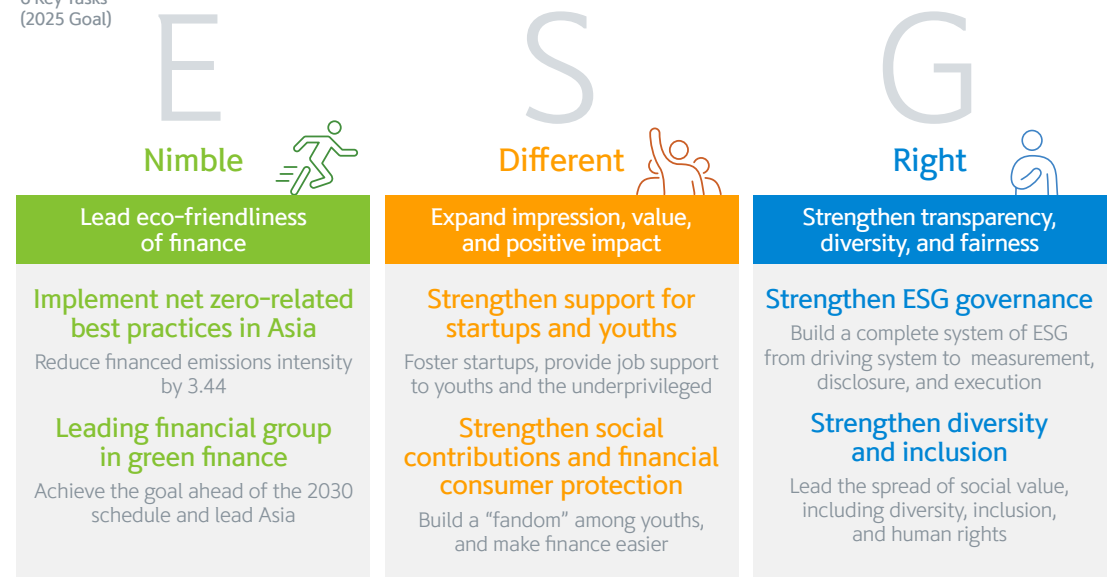 6 Key Tasks
(2025 Goal)
E
S
G
Nimble
Different
Right
Lead eco-friendliness
of finance
Expand impression, value,
and positive impact
Strengthen transparency,
diversity, and fairness
Implement net zero-related
best practices in Asia
Reduce financed emissions intensity
by 3.44
Leading financial group
in green finance
Achieve the goal ahead of the 2030
schedule and lead Asia
Strengthen support for
startups and youths
Foster startups, provide job support
to youths and the underprivileged
Strengthen social
contributions and financial
consumer protection
Build a “fandom” among youths,
and make finance easier
Strengthen ESG governance
Build a complete system of ESG
from driving system to measurement,
disclosure, and execution
Strengthen diversity
and inclusion
Lead the spread of social value,
including diversity, inclusion,
and human rights